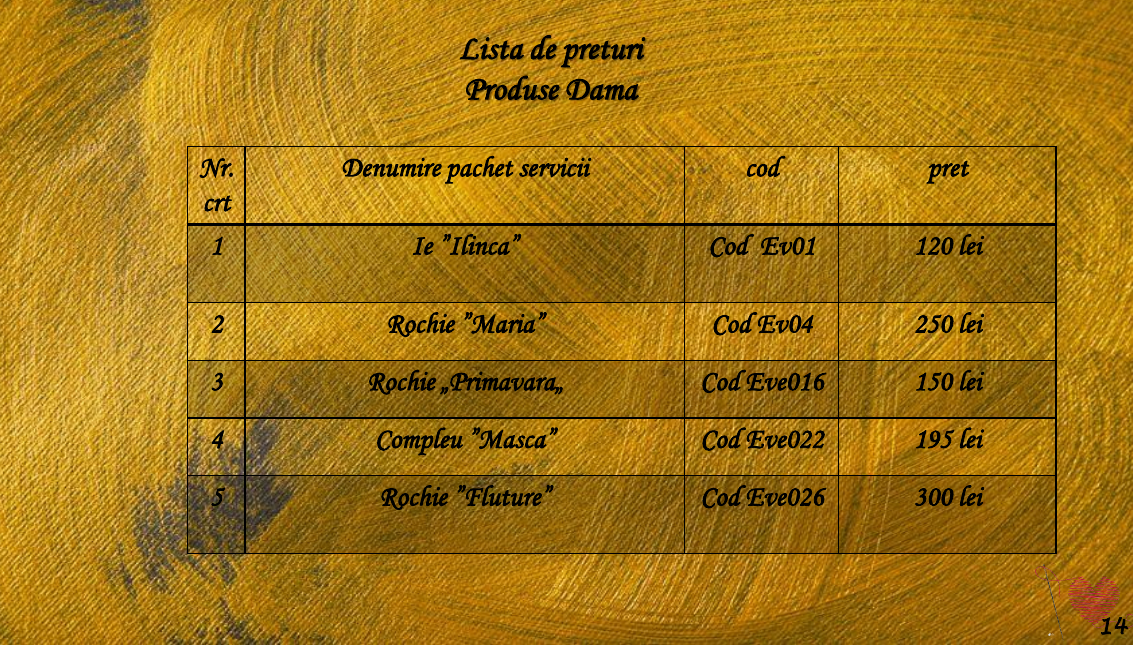 Lista de preturi
Produse Dama
Nr. crt Denumire pachet servicii cod pret
1 Ie ”Ilinca” Cod Ev01 120 lei
2 Rochie ”Maria” Cod Ev04 250 lei
3 Rochie „Primavara„ Cod Eve016 150 lei
4 Compleu ”Masca” Cod Eve022 195 lei
5 Rochie ”Fluture” Cod Eve026 300 lei
14